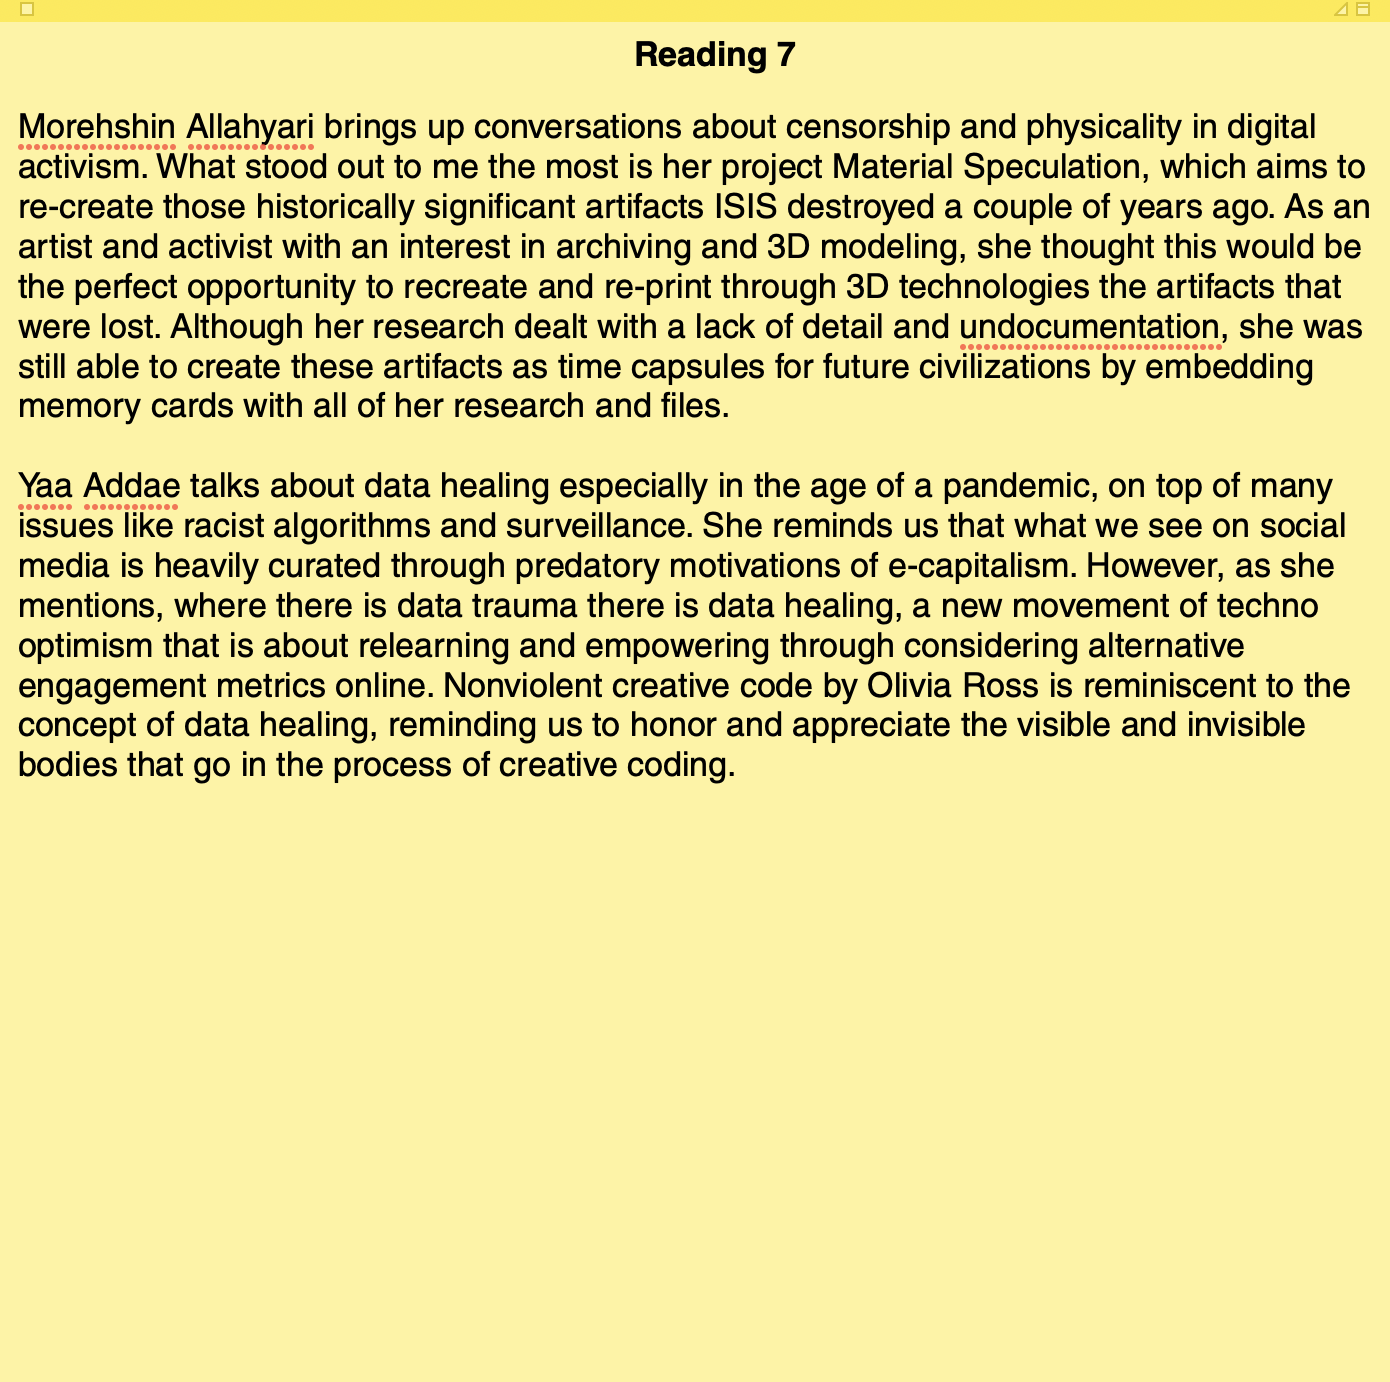 Reading 7
Morehshin Allahyari brings up conversations about censorship and physicality in digital
activism. What stood out to me the most is her project Material Speculation, which aims to
re-create those historically significant artifacts ISIS destroyed a couple of years ago. As an
artist and activist with an interest in archiving and 3D modeling, she thought this would be
the perfect opportunity to recreate and re-print through 3D technologies the artifacts that
were lost. Although her research dealt with a lack of detail and undocumentation, she was
still able to create these artifacts as time capsules for future civilizations by embedding
memory cards with all of her research and files.
Yaa Addae talks about data healing especially in the age of a pandemic, on top of many
issues like racist algorithms and surveillance. She reminds us that what we see on social
media is heavily curated through predatory motivations of e-capitalism. However, as she
mentions, where there is data trauma there is data healing, a new movement of techno
optimism that is about relearning and empowering through considering alternative
engagement metrics online. Nonviolent creative code by Olivia Ross is reminiscent to the
concept of data healing, reminding us to honor and appreciate the visible and invisible
bodies that go in the process of creative coding.